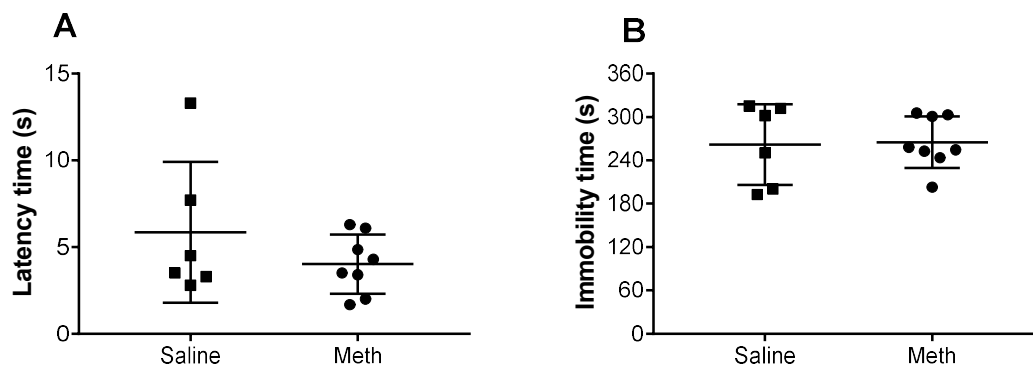 A
Latency time (s)
15
10
5
0
Saline
Meth
B
Immobility time (s)
360
300
240
180
120
60
0
Saline
Meth